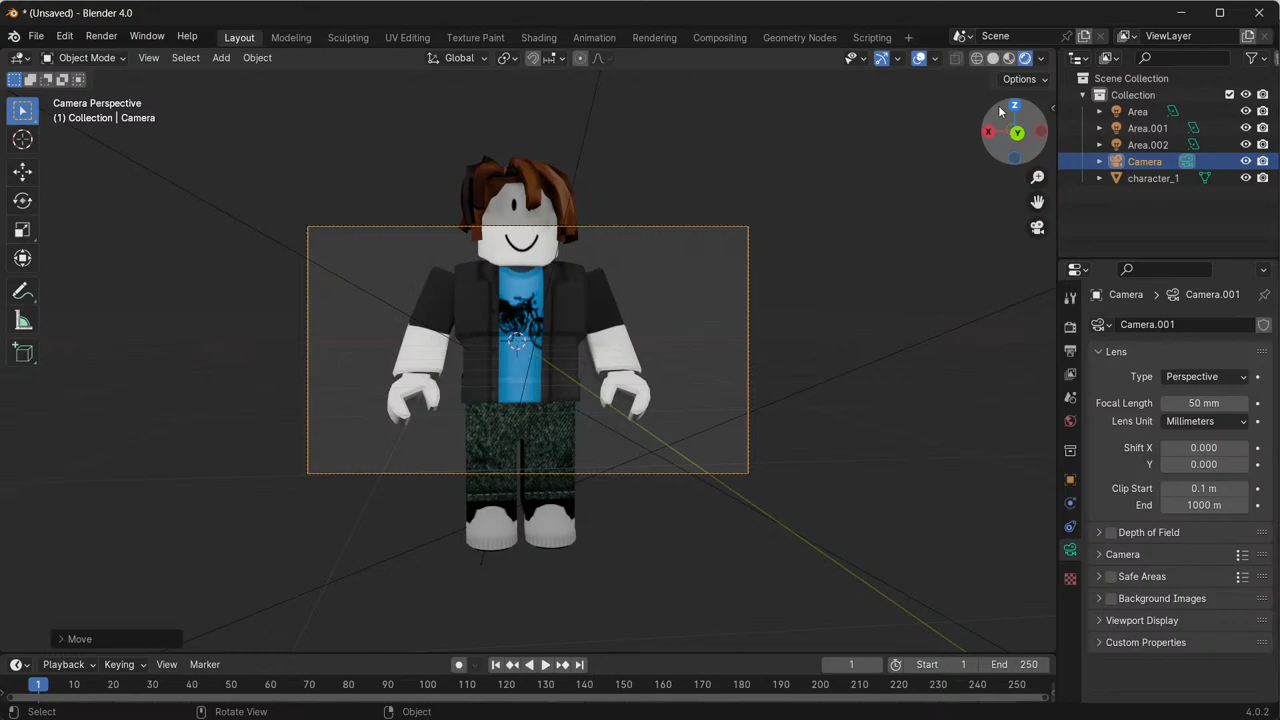 * (Unsaved) - Blender 4.0
File Edit Render Window Help Layout Modeling Sculpting UV Editing Texture Paint Shading Animation Rendering Compositing Geometry Nodes Scripting + Scene ViewLayer
Object Mode View Select Add Object Global
Options
Camera Perspective
(1) Collection | Camera
Z
X
Y
Scene Collection
Collection
Area
Area.001
Area.002
Camera
character_1
Camera > Camera.001
Camera.001
Lens
Type Perspective
Focal Length 50 mm
Lens Unit Millimeters
Shift X 0.000
Y 0.000
Clip Start 0.1 m
End 1000 m
Depth of Field
Camera
Safe Areas
Background Images
Viewport Display
Custom Properties
Move
Playback Keying View Marker 1 Start 1 End 250
1 10 20 30 40 50 60 70 80 90 100 110 120 130 140 150 160 170 180 190 200 210 220 230 240 250
Select Rotate View Object 4.0.2